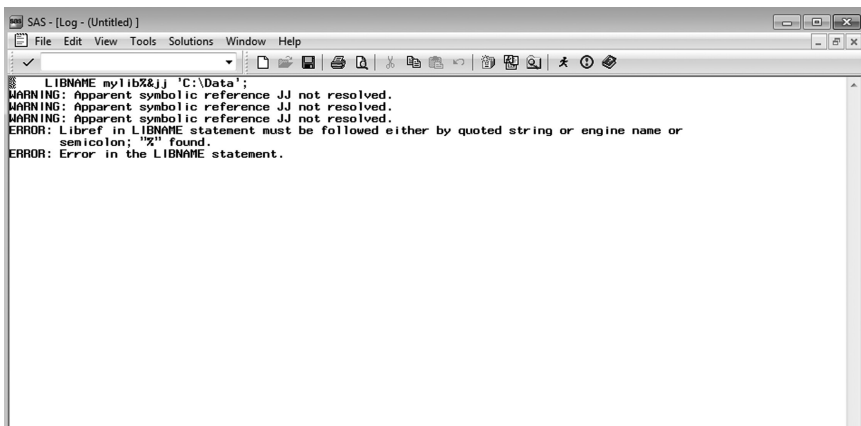 SAS - [Log - (Untitled) ]
File Edit View Tools Solutions Window Help
LIBNAME mylib%&jj 'C:\Data';
WARNING: Apparent symbolic reference JJ not resolved.
WARNING: Apparent symbolic reference JJ not resolved.
WARNING: Apparent symbolic reference JJ not resolved.
ERROR: Libref in LIBNAME statement must be followed either by quoted string or engine name or
semicolon; "%" found.
ERROR: Error in the LIBNAME statement.